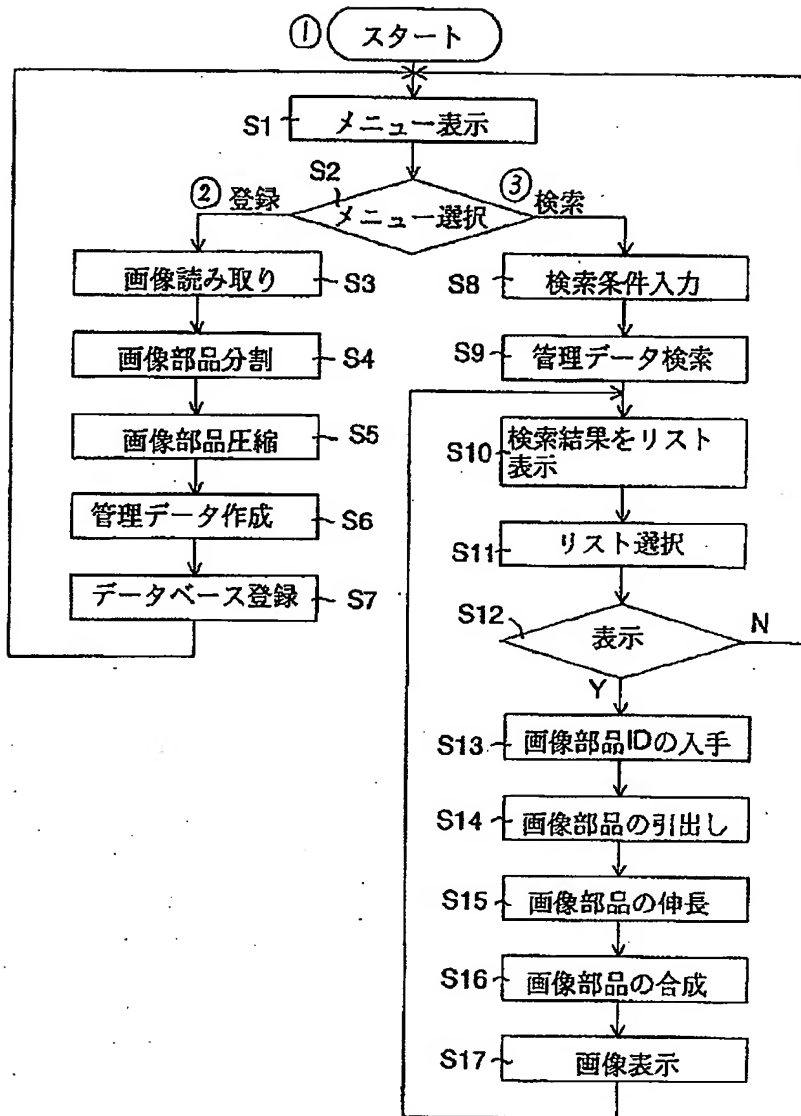 ① スタート
S1 メニュー表示
S2 メニュー選択
② 登録
③ 検索
画像読み取り S3
画像部品分割 S4
画像部品圧縮 S5
管理データ作成 S6
データベース登録 S7
S8 検索条件入力
S9 管理データ検索
S10 検索結果をリスト
表示
S11 リスト選択
S12 表示 N
Y
S13 画像部品IDの入手
S14 画像部品の引出し
S15 画像部品の伸長
S16 画像部品の合成
S17 画像表示